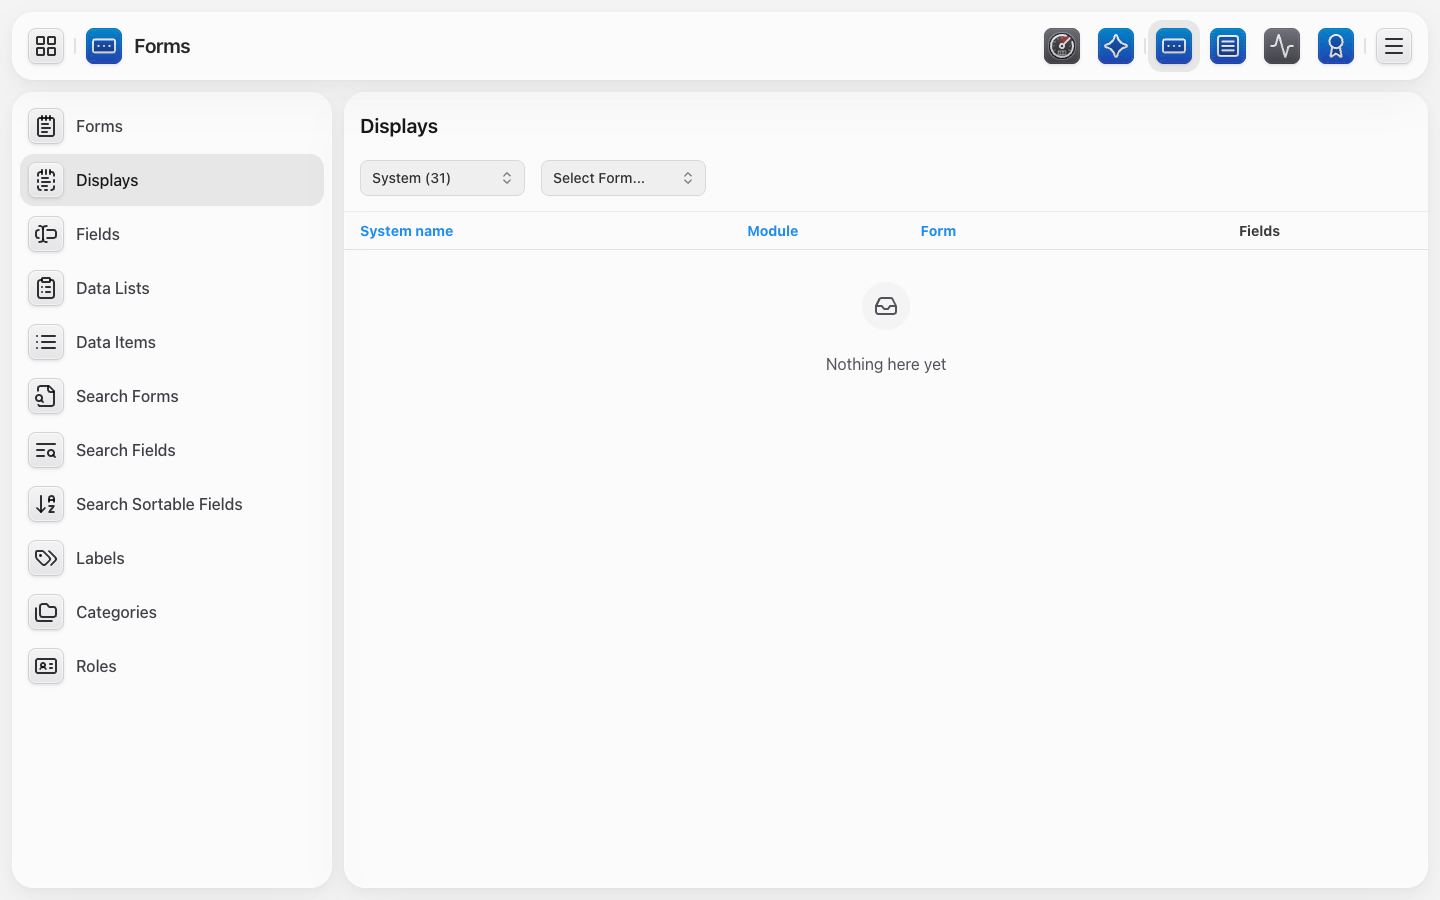 Forms
Forms
Displays
Fields
Data Lists
Data Items
Search Forms
Search Fields
Search Sortable Fields
Labels
Categories
Roles
Displays
System (31)
Select Form...
System name
Module
Form
Fields
Nothing here yet